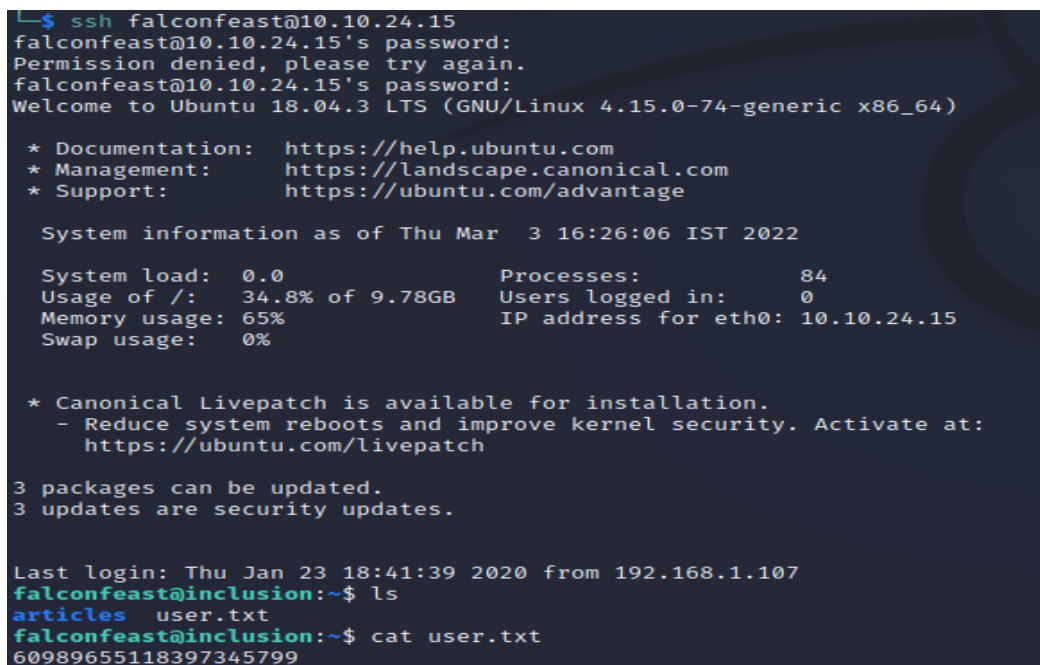 └─$ ssh falconfeast@10.10.24.15
falconfeast@10.10.24.15's password:
Permission denied, please try again.
falconfeast@10.10.24.15's password:
Welcome to Ubuntu 18.04.3 LTS (GNU/Linux 4.15.0-74-generic x86_64)
* Documentation: https://help.ubuntu.com
* Management: https://landscape.canonical.com
* Support: https://ubuntu.com/advantage
System information as of Thu Mar 3 16:26:06 IST 2022
System load: 0.0 Processes: 84
Usage of /: 34.8% of 9.78GB Users logged in: 0
Memory usage: 65% IP address for eth0: 10.10.24.15
Swap usage: 0%
* Canonical Livepatch is available for installation.
- Reduce system reboots and improve kernel security. Activate at:
https://ubuntu.com/livepatch
3 packages can be updated.
3 updates are security updates.
Last login: Thu Jan 23 18:41:39 2020 from 192.168.1.107
falconfeast@inclusion:~$ ls
articles user.txt
falconfeast@inclusion:~$ cat user.txt
60989655118397345799